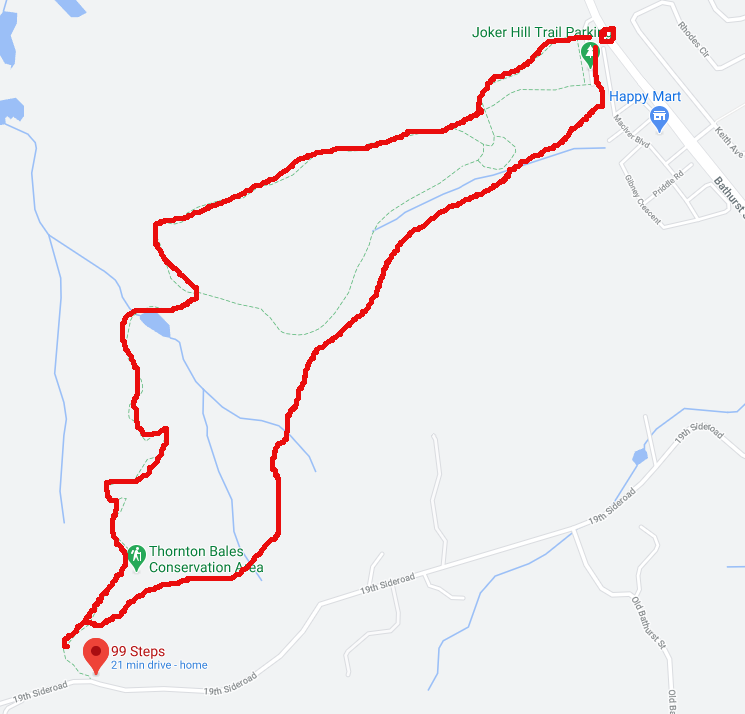 Joker Hill Trail Parking
Rhodes Cir
Happy Mart
Maciver Blvd
Keith Ave
Priddle Rd
Gibney Crescent
Bathurst S
19th Sideroad
19th Sideroad
Thornton Bales
Conservation Area
19th Sideroad
Old Bathurst St
99 Steps
21 min drive - home
19th Sideroad
19th Sideroad
Old Ba